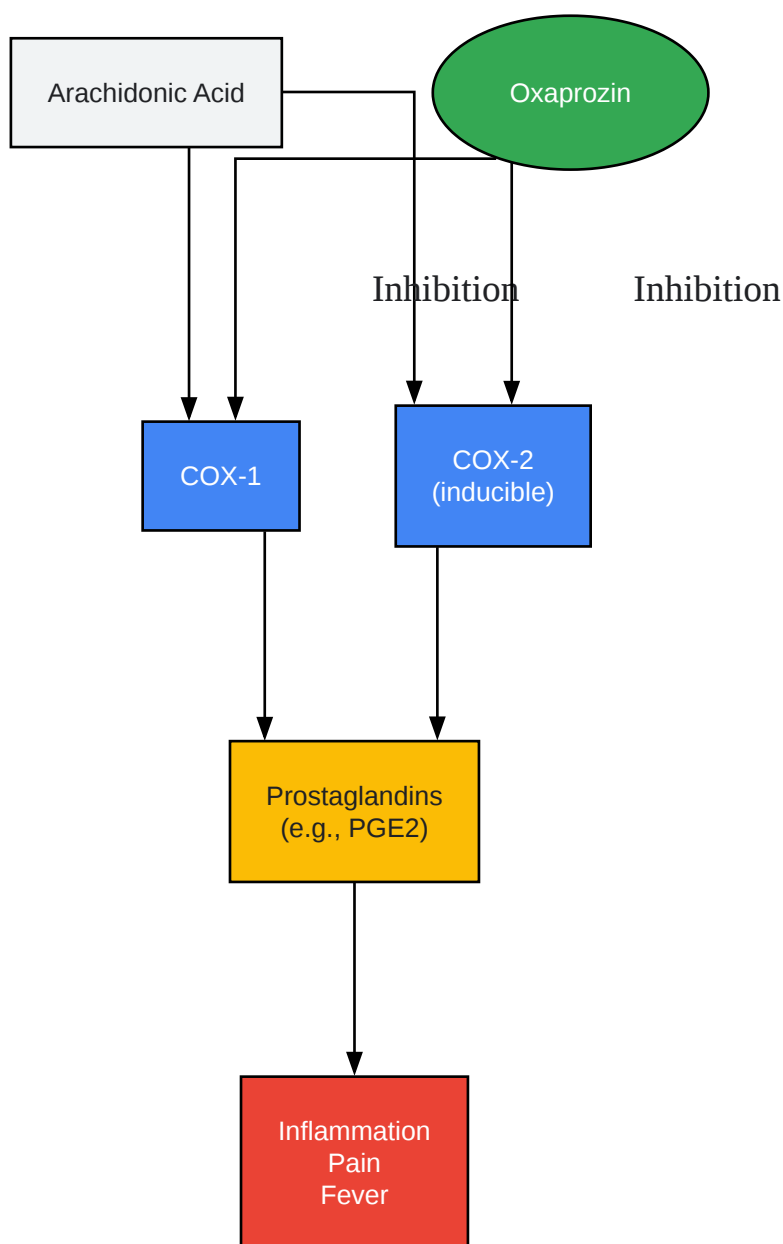 Arachidonic Acid
Oxaprozin
Inhibition
Inhibition
COX-1
COX-2
(inducible)
Prostaglandins
(e.g., PGE2)
Inflammation
Pain
Fever